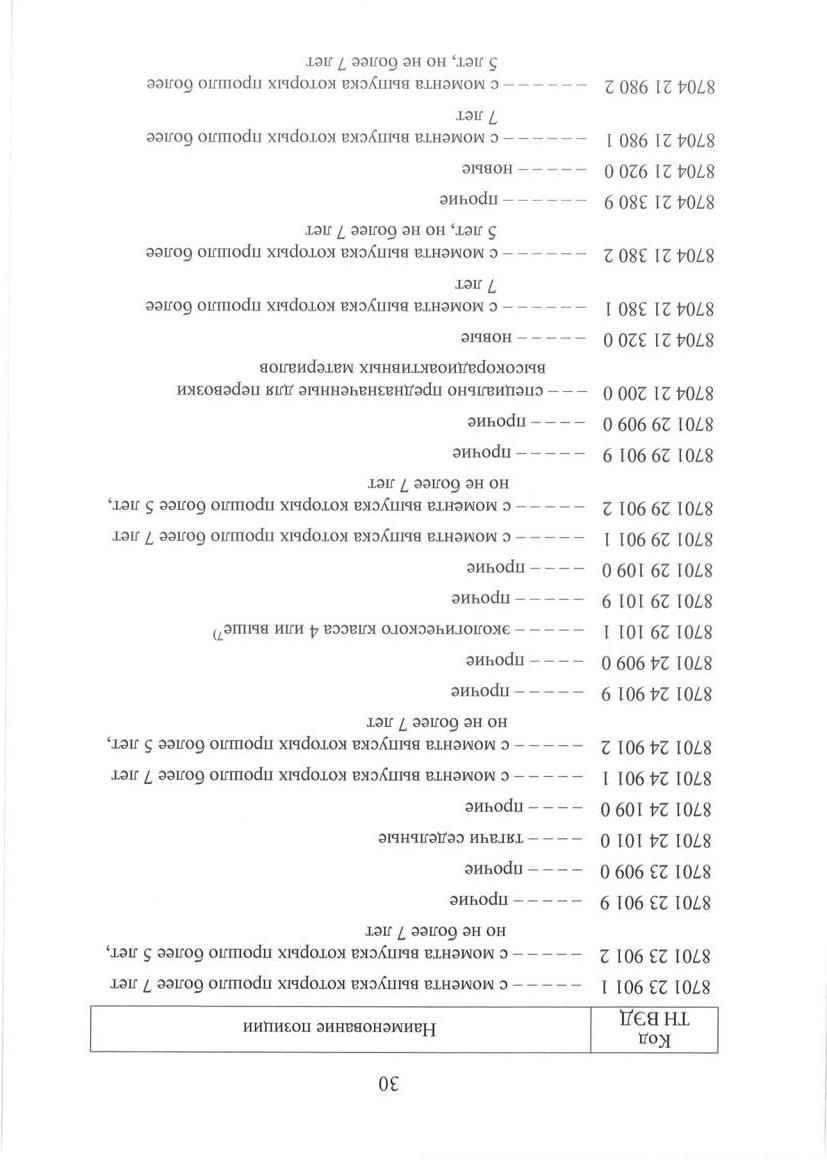 30
Код
ТН ВЭД
Наименование позиции
8701 23 901 1 – – – – – – с момента выпуска которых прошло более 7 лет
8701 23 901 2 – – – – – – с момента выпуска которых прошло более 5 лет,
но не более 7 лет
8701 23 901 9 – – – – – – прочие
8701 23 909 0 – – – – – прочие
8701 24 101 0 – – – – – тягачи седельные
8701 24 109 0 – – – – – прочие
8701 24 901 1 – – – – – – с момента выпуска которых прошло более 7 лет
8701 24 901 2 – – – – – – с момента выпуска которых прошло более 5 лет,
но не более 7 лет
8701 24 901 9 – – – – – – прочие
8701 24 909 0 – – – – – прочие
8701 29 101 1 – – – – – – экологического класса 4 или выше⁷⁾
8701 29 101 9 – – – – – – прочие
8701 29 109 0 – – – – – прочие
8701 29 901 1 – – – – – – с момента выпуска которых прошло более 7 лет
8701 29 901 2 – – – – – – с момента выпуска которых прошло более 5 лет,
но не более 7 лет
8701 29 901 9 – – – – – – прочие
8701 29 909 0 – – – – – прочие
8704 21 200 0 – – – специально предназначенные для перевозки
высокорадиоактивных материалов
8704 21 320 0 – – – – – – новые
8704 21 380 1 – – – – – – – с момента выпуска которых прошло более
7 лет
8704 21 380 2 – – – – – – – с момента выпуска которых прошло более
5 лет, но не более 7 лет
8704 21 380 9 – – – – – – – прочие
8704 21 920 0 – – – – – – новые
8704 21 980 1 – – – – – – – с момента выпуска которых прошло более
7 лет
8704 21 980 2 – – – – – – – с момента выпуска которых прошло более
5 лет, но не более 7 лет